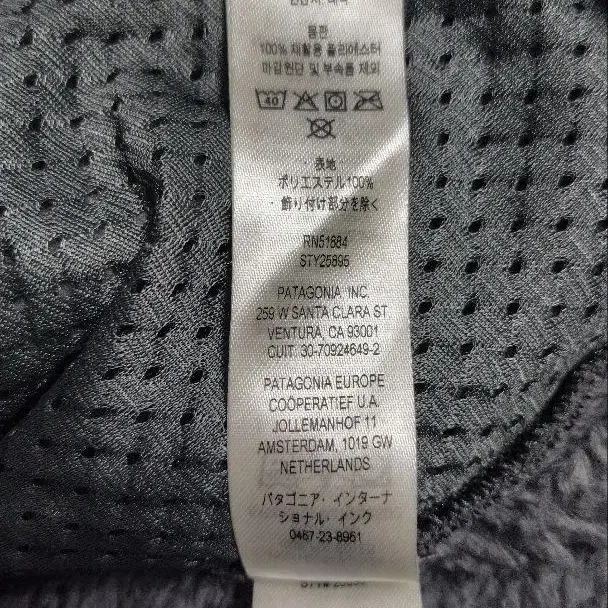 몸판
100% 재활용 폴리에스터
마감원단 및 부속품 제외
40
· 表地 ·
ポリエステル100%
· 飾り付け部分を除く
RN51884
STY25895
PATAGONIA, INC.
259 W SANTA CLARA ST
VENTURA, CA 93001
CUIT. 30-70924649-2
PATAGONIA EUROPE
COOPERATIEF U.A.
JOLLEMANHOF 11
AMSTERDAM, 1019 GW
NETHERLANDS
パタゴニア・インターナ
ショナル・インク
0467-23-8961